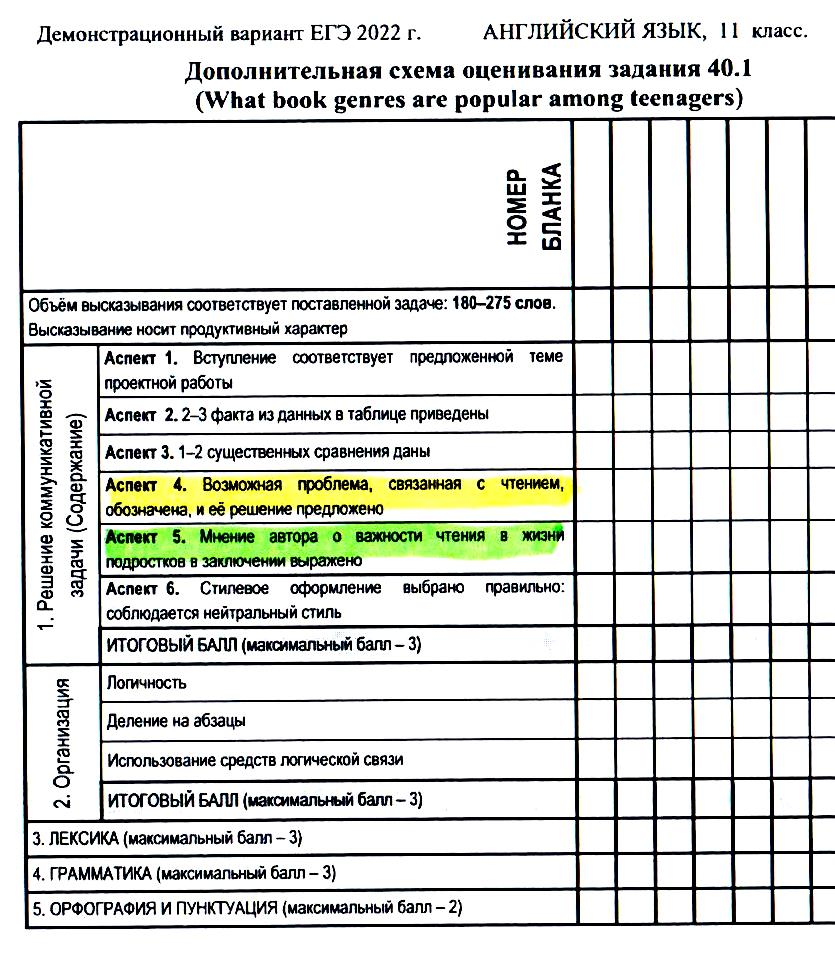 Демонстрационный вариант ЕГЭ 2022 г. АНГЛИЙСКИЙ ЯЗЫК, 11 класс.
Дополнительная схема оценивания задания 40.1
(What book genres are popular among teenagers)
НОМЕР
БЛАНКА
Объём высказывания соответствует поставленной задаче: 180–275 слов.
Высказывание носит продуктивный характер
1. Решение коммуникативной
задачи (Содержание)
Аспект 1. Вступление соответствует предложенной теме
проектной работы
Аспект 2. 2–3 факта из данных в таблице приведены
Аспект 3. 1–2 существенных сравнения даны
Аспект 4. Возможная проблема, связанная с чтением,
обозначена, и её решение предложено
Аспект 5. Мнение автора о важности чтения в жизни
подростков в заключении выражено
Аспект 6. Стилевое оформление выбрано правильно:
соблюдается нейтральный стиль
ИТОГОВЫЙ БАЛЛ (максимальный балл – 3)
2. Организация
Логичность
Деление на абзацы
Использование средств логической связи
ИТОГОВЫЙ БАЛЛ (максимальный балл – 3)
3. ЛЕКСИКА (максимальный балл – 3)
4. ГРАММАТИКА (максимальный балл – 3)
5. ОРФОГРАФИЯ И ПУНКТУАЦИЯ (максимальный балл – 2)